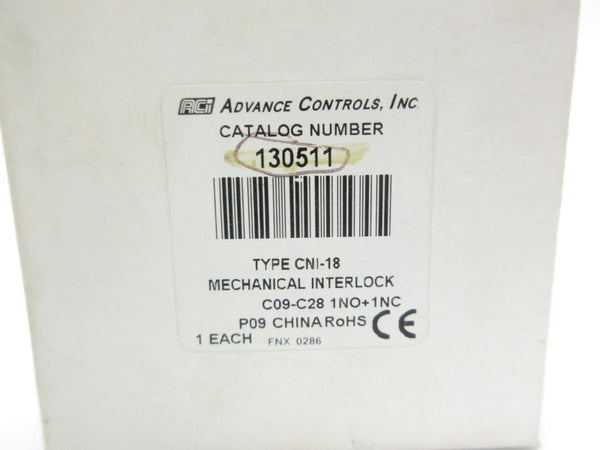 ACi ADVANCE CONTROLS, INC.
CATALOG NUMBER
130511
TYPE CNI-18
MECHANICAL INTERLOCK
C09-C28 1NO+1NC
P09 CHINA RoHS CE
1 EACH FNX 0286